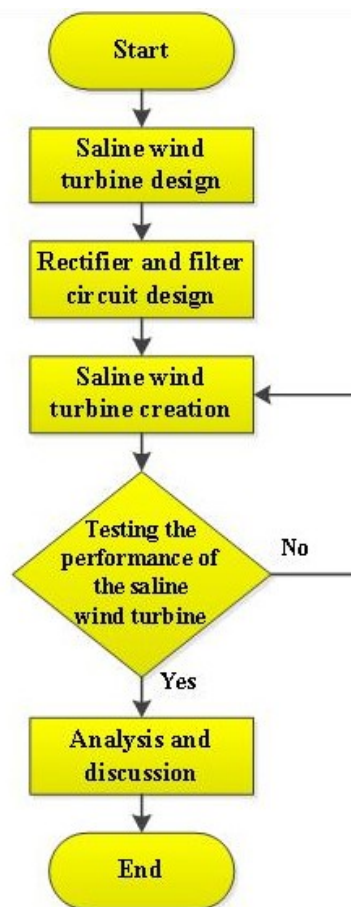 Start
Saline wind
turbine design
Rectifier and filter
circuit design
Saline wind
turbine creation
Testing the
performance of
the saline
wind turbine
No
Yes
Analysis and
discussion
End